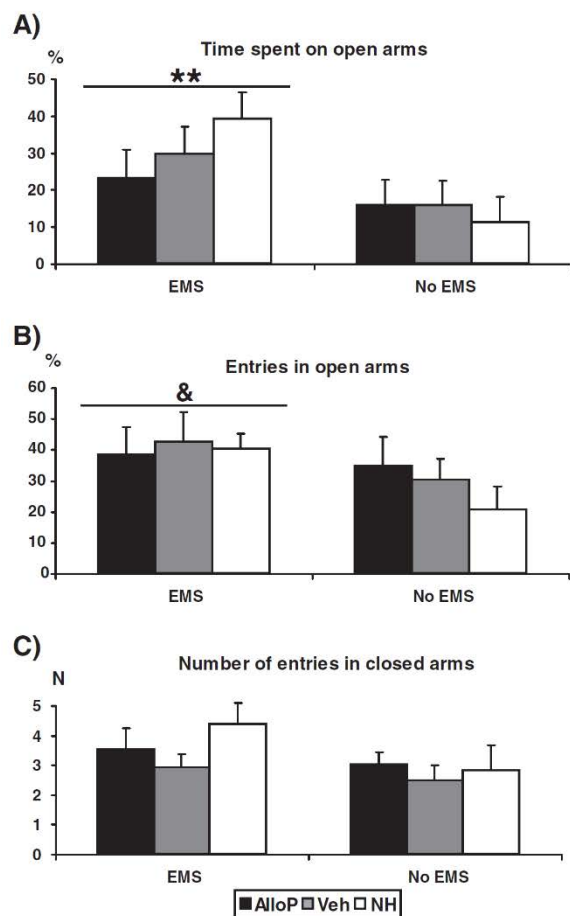 A)
Time spent on open arms
%
**
50
40
30
20
10
0
EMS No EMS
B)
Entries in open arms
%
&
60
50
40
30
20
10
0
EMS No EMS
C)
Number of entries in closed arms
N
5
4
3
2
1
0
EMS No EMS
AlloP Veh NH